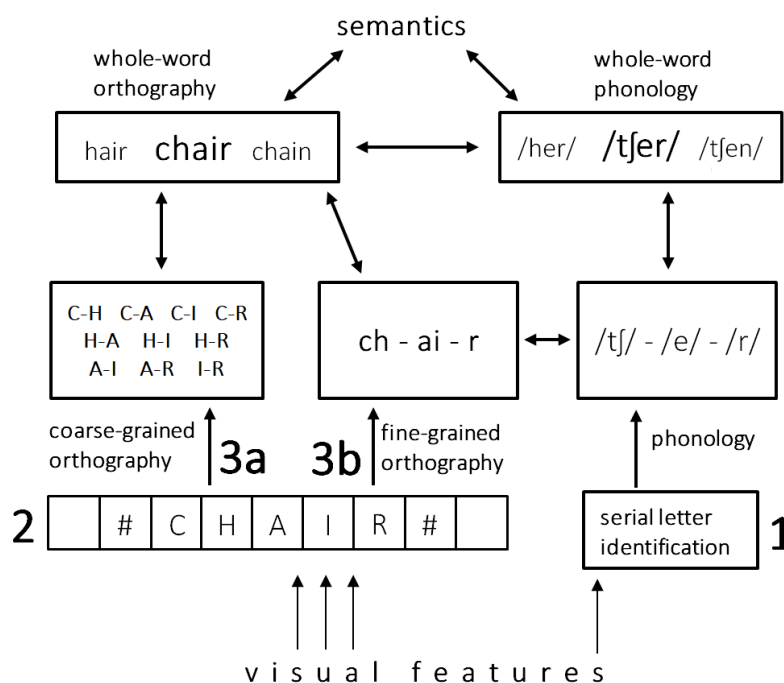 semantics
whole-word
orthography
whole-word
phonology
hair chair chain
/her/ /tʃer/ /tʃen/
C-H C-A C-I C-R
H-A H-I H-R
A-I A-R I-R
ch - ai - r
/tʃ/ - /e/ - /r/
coarse-grained
orthography
3a
3b
fine-grained
orthography
phonology
2
# C H A I R #
serial letter
identification
1
visual features